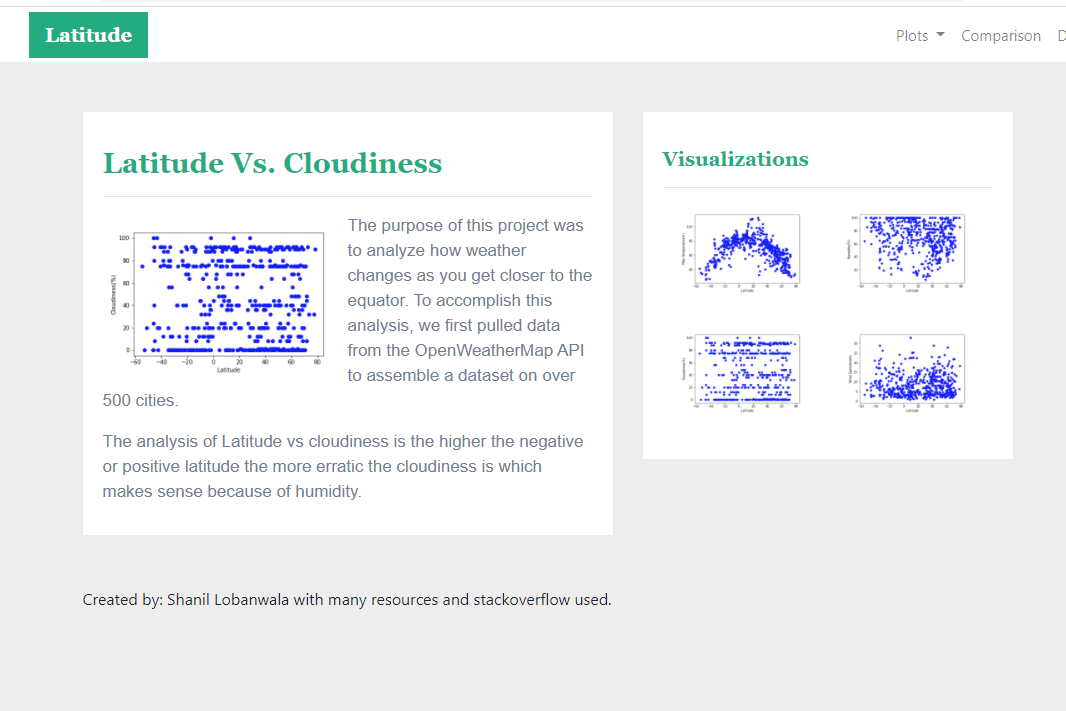 Latitude
Plots
Comparison
D
Latitude Vs. Cloudiness
100
80
60
40
20
0
Cloudiness(%)
−60 −40 −20 0 20 40 60 80
Latitude
The purpose of this project was
to analyze how weather
changes as you get closer to the
equator. To accomplish this
analysis, we first pulled data
from the OpenWeatherMap API
to assemble a dataset on over
500 cities.
The analysis of Latitude vs cloudiness is the higher the negative
or positive latitude the more erratic the cloudiness is which
makes sense because of humidity.
Visualizations
Latitude
Latitude
Latitude
Latitude
Created by: Shanil Lobanwala with many resources and stackoverflow used.